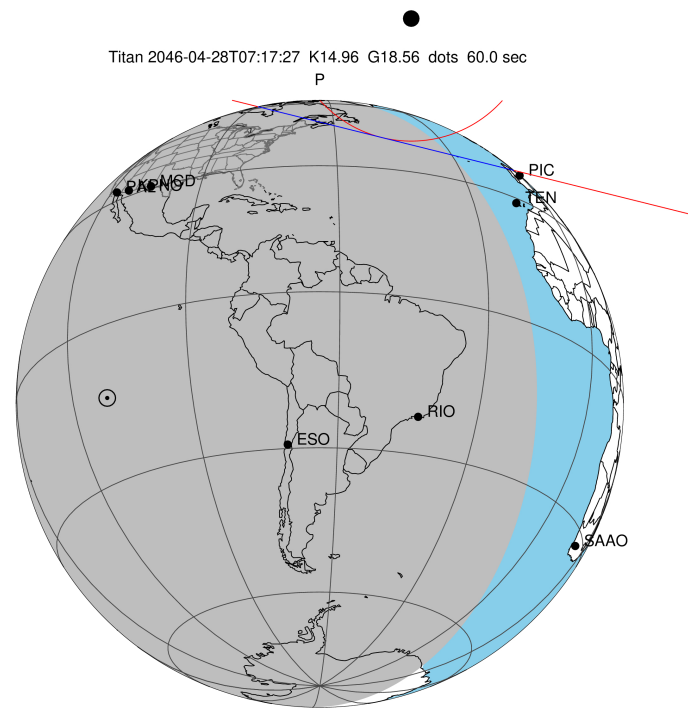 Titan 2046-04-28T07:17:27 K14.96 G18.56 dots 60.0 sec
P
PIC
MCD
TEN
RIO
ESO
SAAO